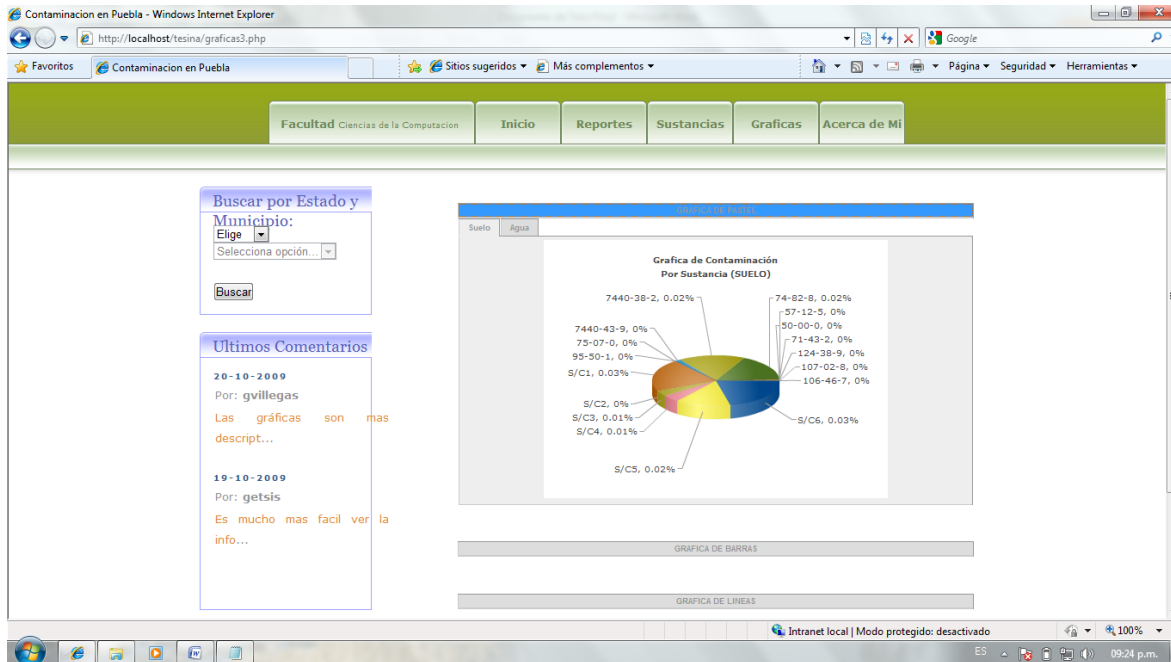 Contaminacion en Puebla - Windows Internet Explorer
http://localhost/tesina/graficas3.php
Google
Favoritos
Contaminacion en Puebla
Sitios sugeridos
Más complementos
Página
Seguridad
Herramientas
Facultad Ciencias de la Computacion
Inicio
Reportes
Sustancias
Graficas
Acerca de Mi
Buscar por Estado y
Municipio:
Elige
Selecciona opción...
Buscar
Ultimos Comentarios
20-10-2009
Por: gvillegas
Las gráficas son mas
descript...
19-10-2009
Por: getsis
Es mucho mas facil ver la
info...
GRAFICA DE PASTEL
Suelo
Agua
Grafica de Contaminación
Por Sustancia (SUELO)
7440-38-2, 0.02%
74-82-8, 0.02%
57-12-5, 0%
50-00-0, 0%
7440-43-9, 0%
71-43-2, 0%
75-07-0, 0%
124-38-9, 0%
95-50-1, 0%
107-02-8, 0%
S/C1, 0.03%
106-46-7, 0%
S/C2, 0%
S/C3, 0.01%
S/C6, 0.03%
S/C4, 0.01%
S/C5, 0.02%
GRAFICA DE BARRAS
GRAFICA DE LINEAS
Intranet local | Modo protegido: desactivado
100%
ES
09:24 p.m.